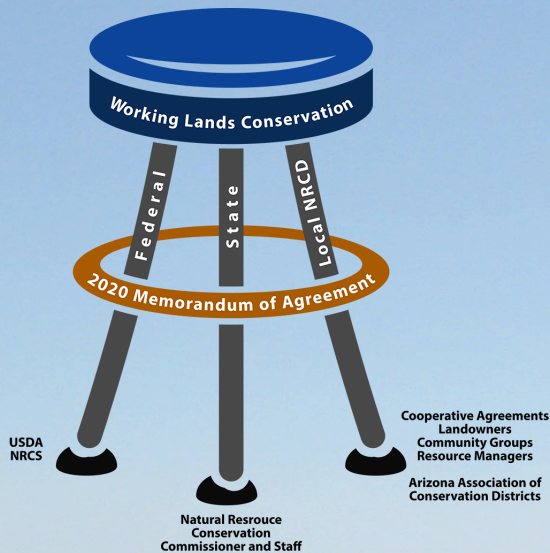 Working Lands Conservation
Federal
State
Local NRCD
2020 Memorandum of Agreement
USDA
NRCS
Natural Resrouce
Conservation
Commissioner and Staff
Cooperative Agreements
Landowners
Community Groups
Resource Managers
Arizona Association of
Conservation Districts